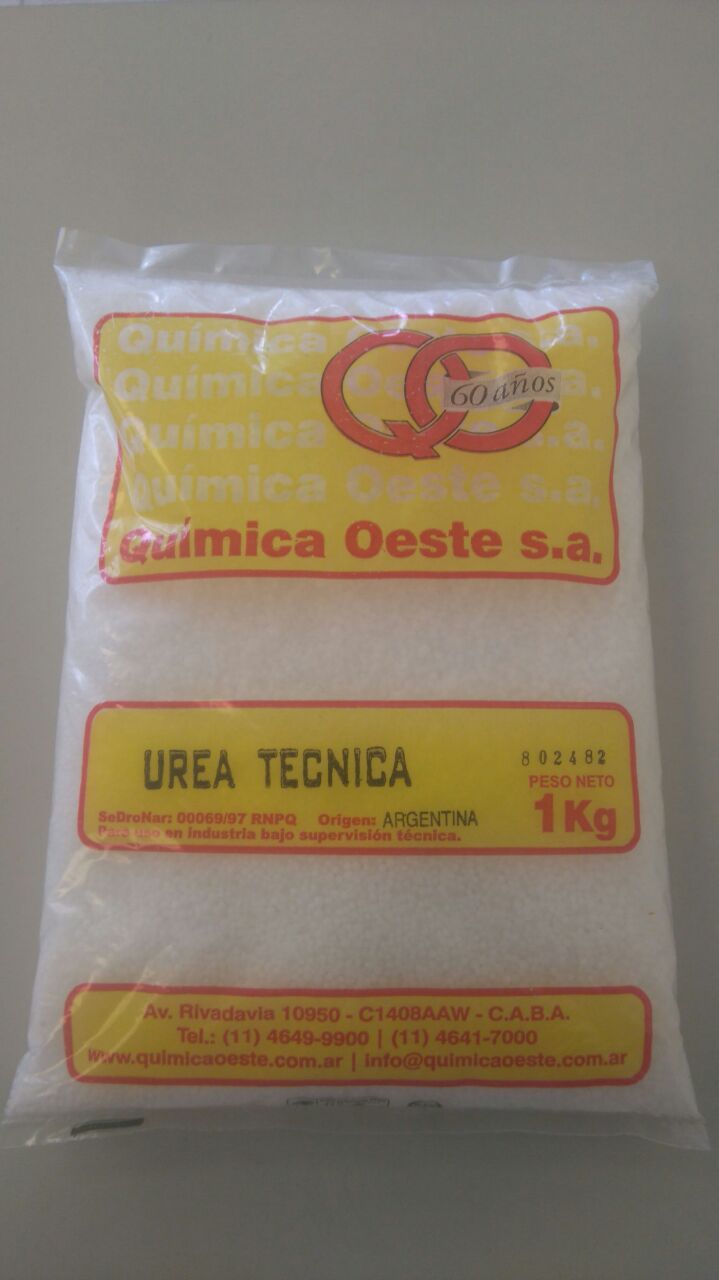 Química Oeste s.a.
Química Oeste s.a.
Química Oeste s.a.
Química Oeste s.a.
60 años
Química Oeste s.a.
UREA TECNICA
802482
PESO NETO
1Kg
SeDroNar: 00069/97 RNPQ Origen: ARGENTINA
Para uso en industria bajo supervisión técnica.
Av. Rivadavia 10950 - C1408AAW - C.A.B.A.
Tel.: (11) 4649-9900 | (11) 4641-7000
www.quimicaoeste.com.ar | info@quimicaoeste.com.ar